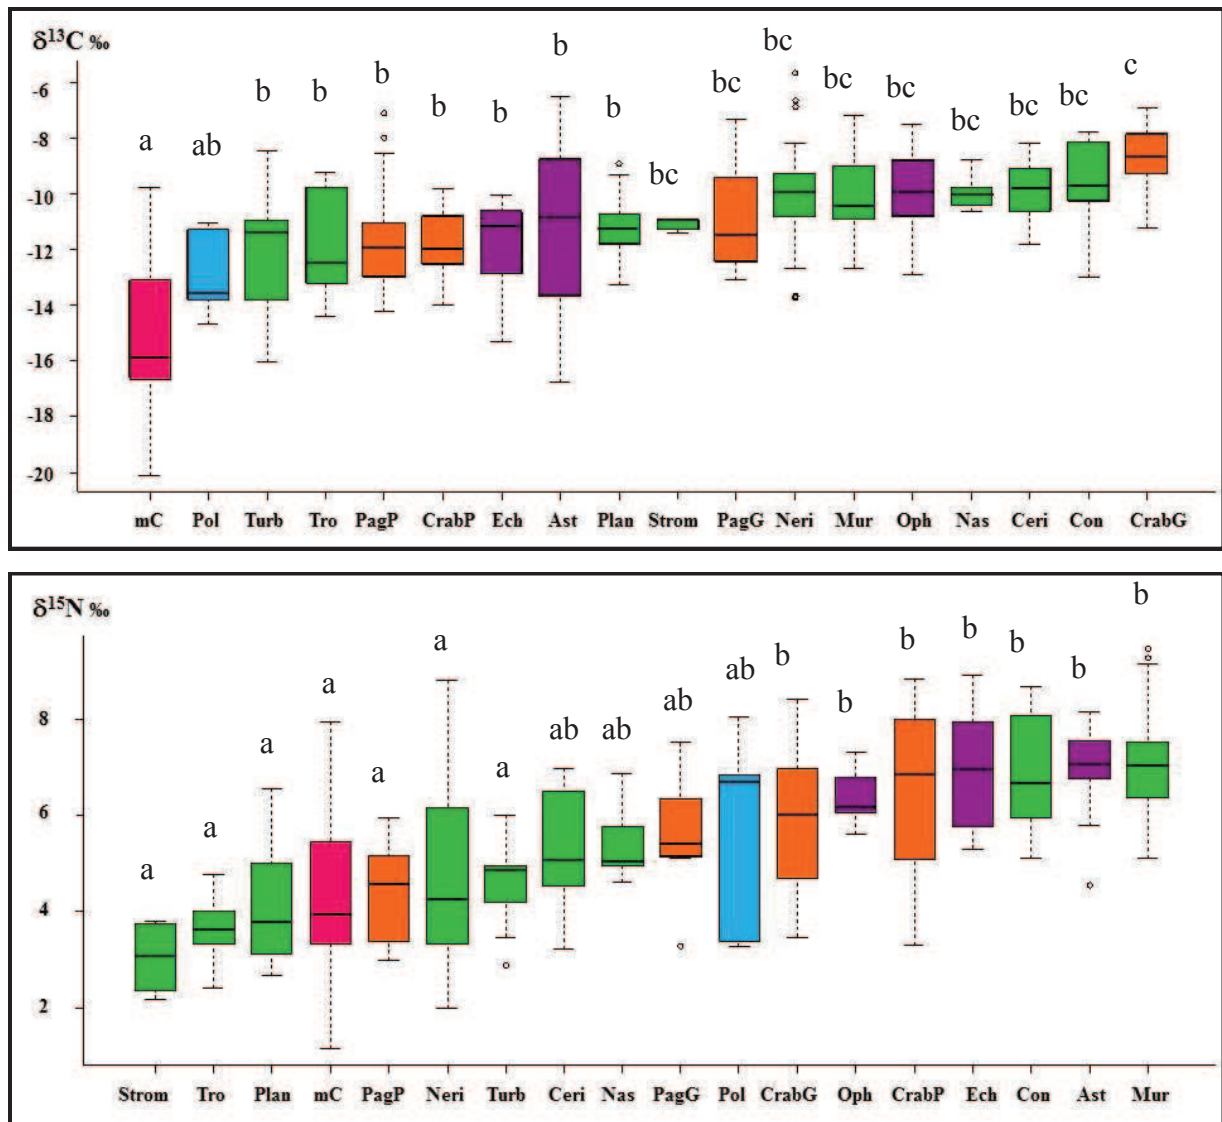 δ¹³C ‰
b
bc
b
bc
c
b
b
b
bc
bc
bc
-6
b
b
b
bc
bc
bc
-8
a
ab
bc
-10
-12
-14
-16
-18
-20
mC Pol Turb Tro PagP CrabP Ech Ast Plan Strom PagG Neri Mur Oph Nas Ceri Con CrabG
δ¹⁵N ‰
b
a
b
b
b
a
ab
b
b
a
ab
b
8
a
ab
ab
a
a
a
a
6
4
2
Strom Tro Plan mC PagP Neri Turb Ceri Nas PagG Pol CrabG Oph CrabP Ech Con Ast Mur